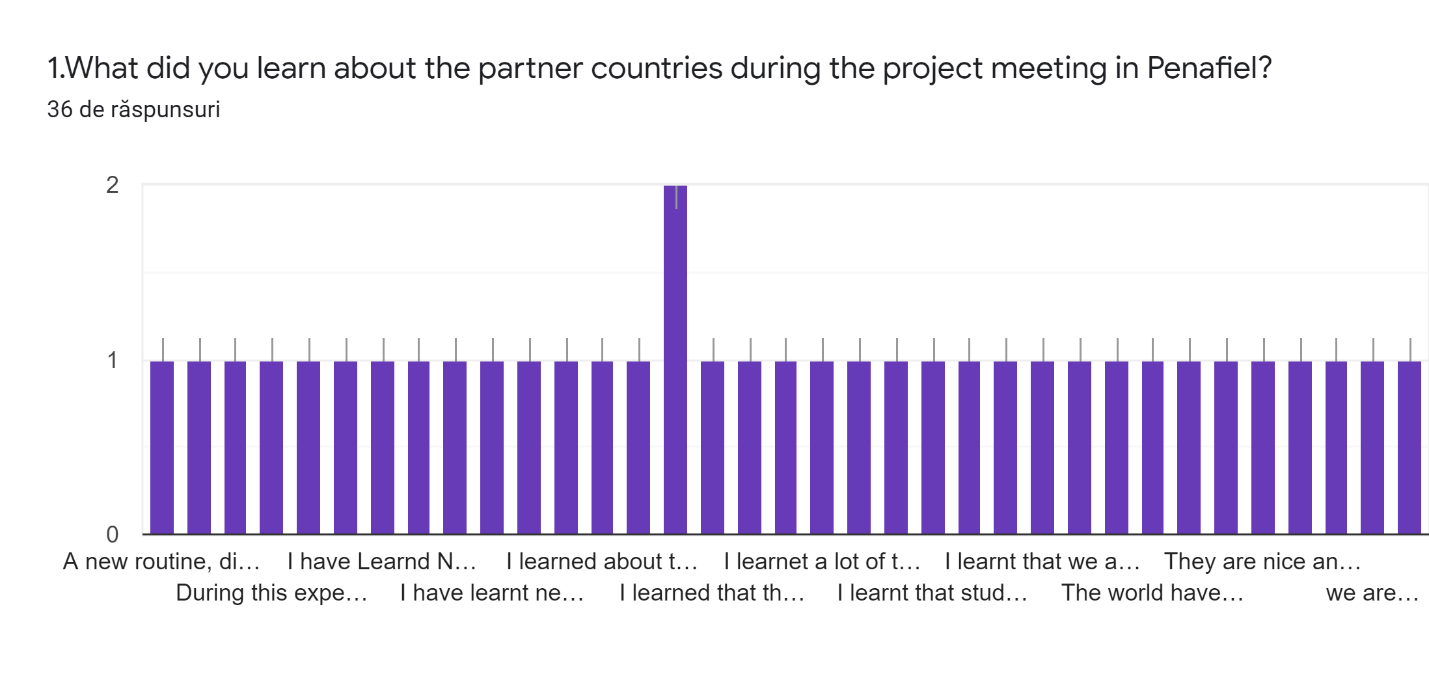 1.What did you learn about the partner countries during the project meeting in Penafiel?
36 de răspunsuri
2
1
0
A new routine, di… I have Learnd N… I learned about t… I learnet a lot of t… I learnt that we a… They are nice an…
During this expe… I have learnt ne… I learned that th… I learnt that stud… The world have… we are…